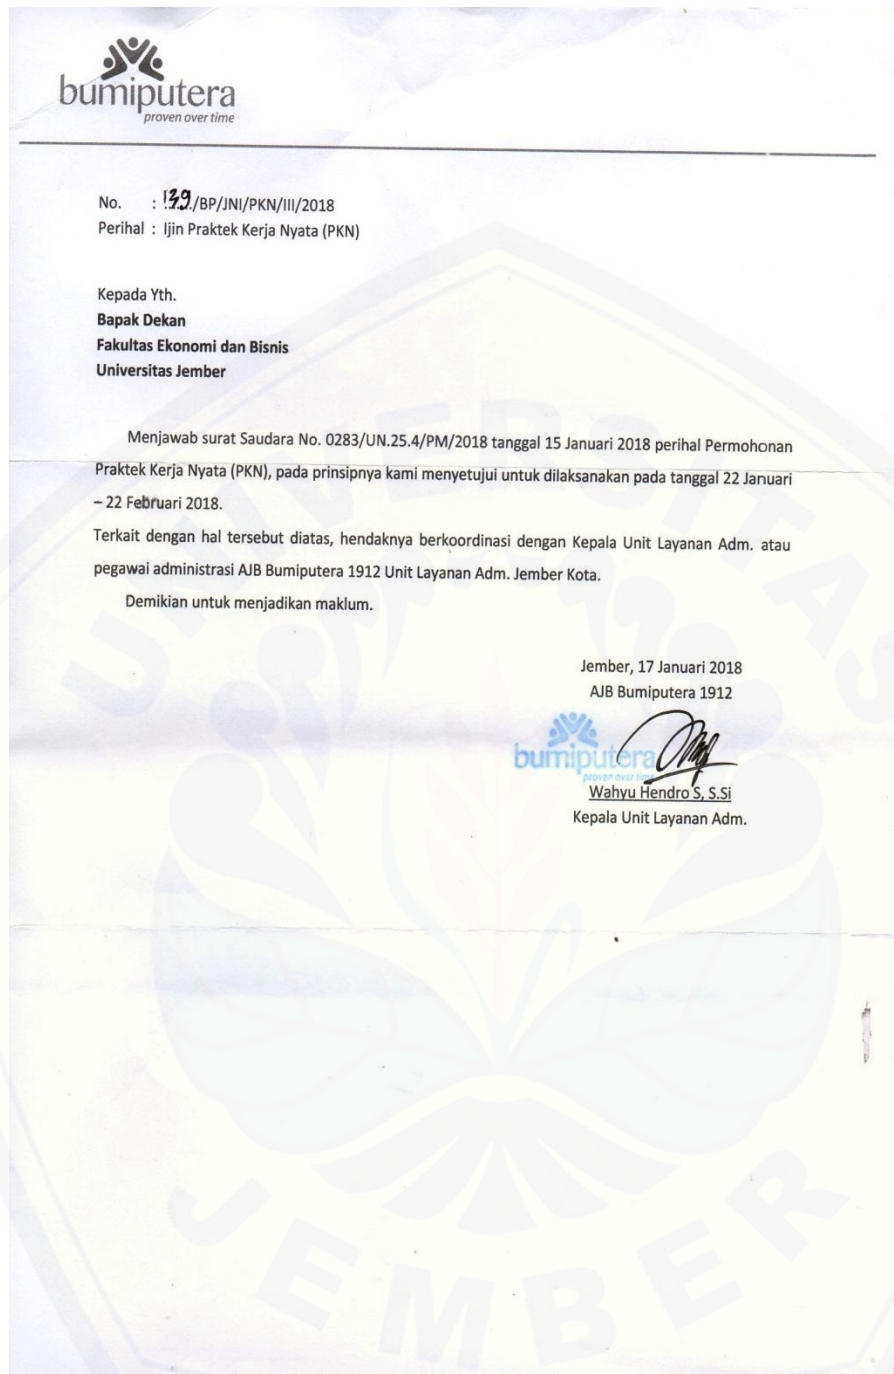 bumiputera
proven over time
No. : 139./BP/JNI/PKN/III/2018
Perihal : Ijin Praktek Kerja Nyata (PKN)
Kepada Yth.
Bapak Dekan
Fakultas Ekonomi dan Bisnis
Universitas Jember
Menjawab surat Saudara No. 0283/UN.25.4/PM/2018 tanggal 15 Januari 2018 perihal Permohonan
Praktek Kerja Nyata (PKN), pada prinsipnya kami menyetujui untuk dilaksanakan pada tanggal 22 Januari
– 22 Februari 2018.
Terkait dengan hal tersebut diatas, hendaknya berkoordinasi dengan Kepala Unit Layanan Adm. atau
pegawai administrasi AJB Bumiputera 1912 Unit Layanan Adm. Jember Kota.
Demikian untuk menjadikan maklum.
Jember, 17 Januari 2018
AJB Bumiputera 1912
bumiputera
proven over time
Wahyu Hendro S, S.Si
Kepala Unit Layanan Adm.
UNIVERSITAS
JEMBER